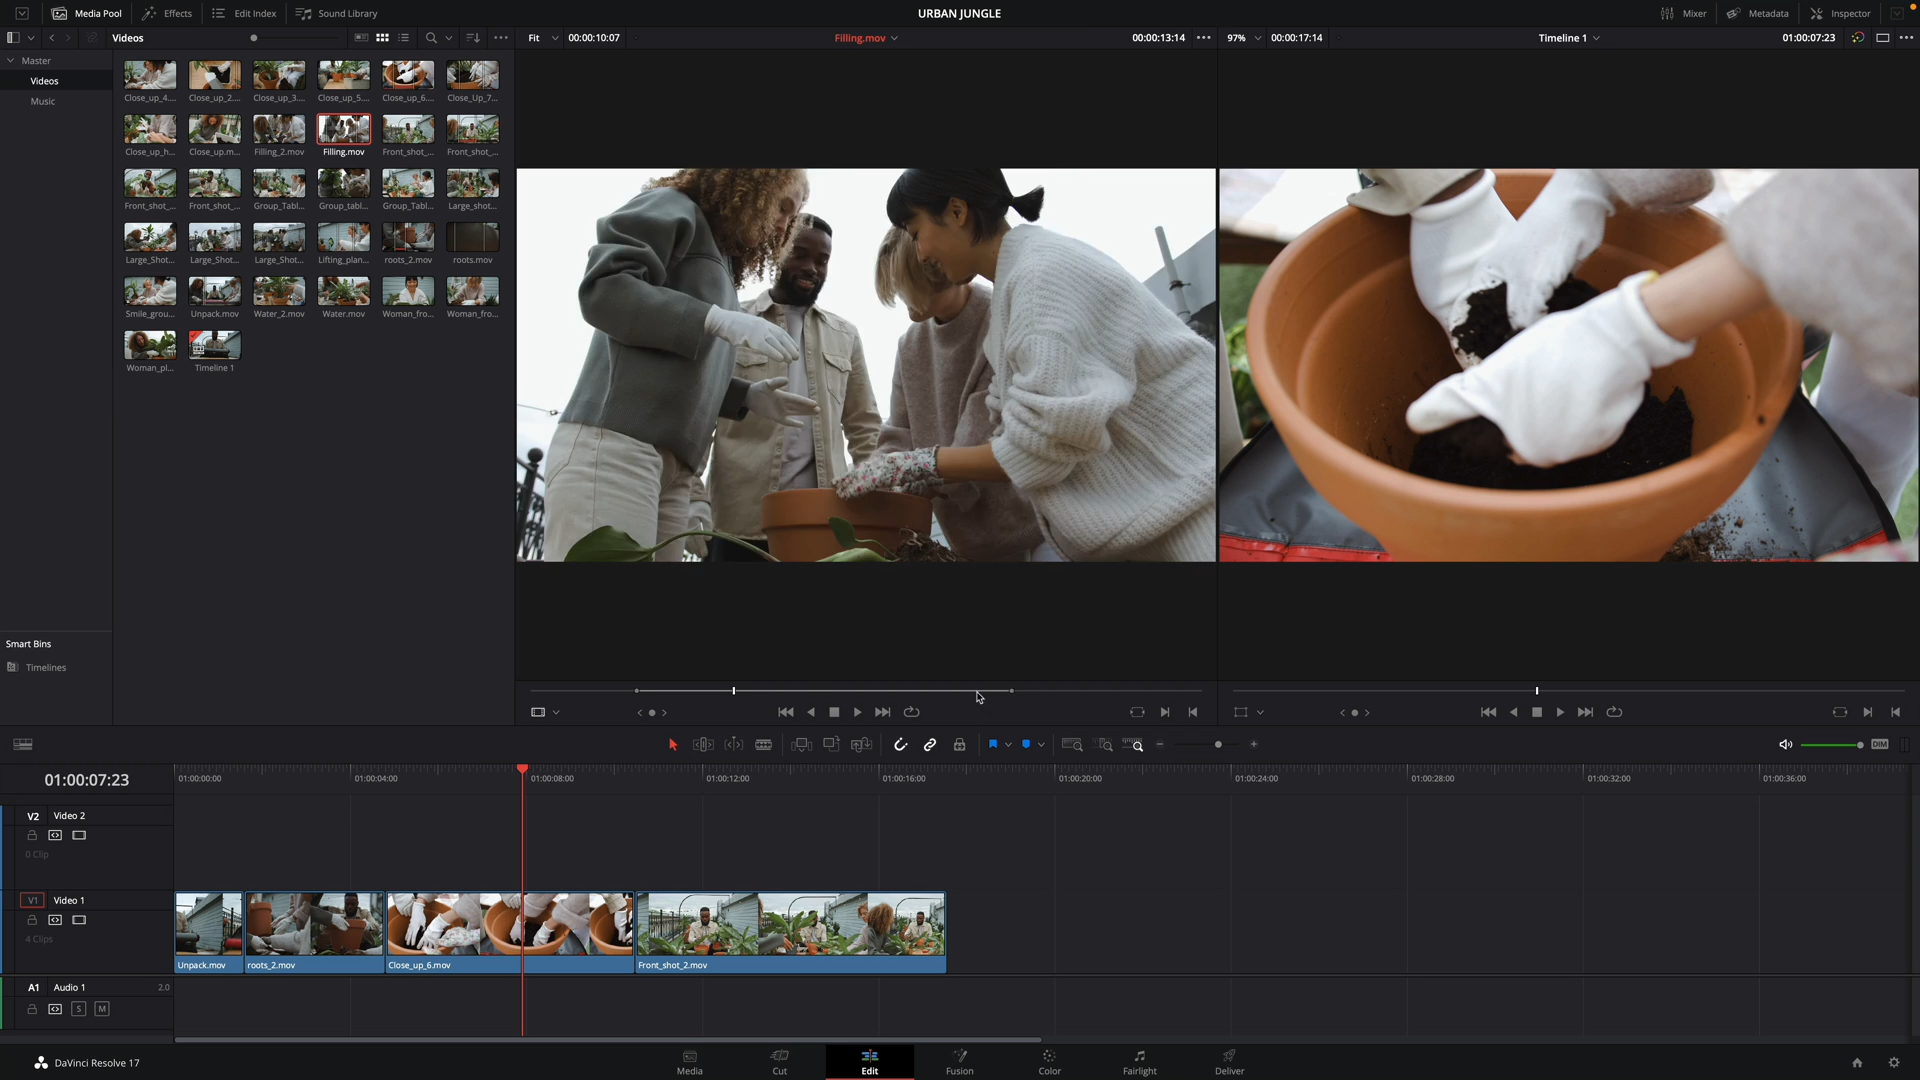 Media Pool Effects Edit Index Sound Library URBAN JUNGLE Mixer Metadata Inspector
Videos Fit 00:00:10:07 Filling.mov 00:00:13:14 97% 00:00:17:14 Timeline 1 01:00:07:23
Master
Videos
Music
Close_up_4.... Close_up_2.... Close_up_3.... Close_up_5.... Close_up_6.... Close_Up_7...
Close_up_h... Close_up.m... Filling_2.mov Filling.mov Front_shot_... Front_shot_...
Front_shot_... Front_shot_... Group_Tabl... Group_tabl... Group_Tabl... Large_shot...
Large_Shot... Large_Shot... Large_Shot... Lifting_plan... roots_2.mov roots.mov
Smile_grou... Unpack.mov Water_2.mov Water.mov Woman_fro... Woman_fro...
Woman_pl... Timeline 1
Smart Bins
Timelines
DIM
01:00:07:23 01:00:00:00 01:00:04:00 01:00:08:00 01:00:12:00 01:00:16:00 01:00:20:00 01:00:24:00 01:00:28:00 01:00:32:00 01:00:36:00
V2 Video 2
0 Clip
V1 Video 1
4 Clips
Unpack.mov roots_2.mov Close_up_6.mov Front_shot_2.mov
A1 Audio 1 2.0
S M
DaVinci Resolve 17 Media Cut Edit Fusion Color Fairlight Deliver